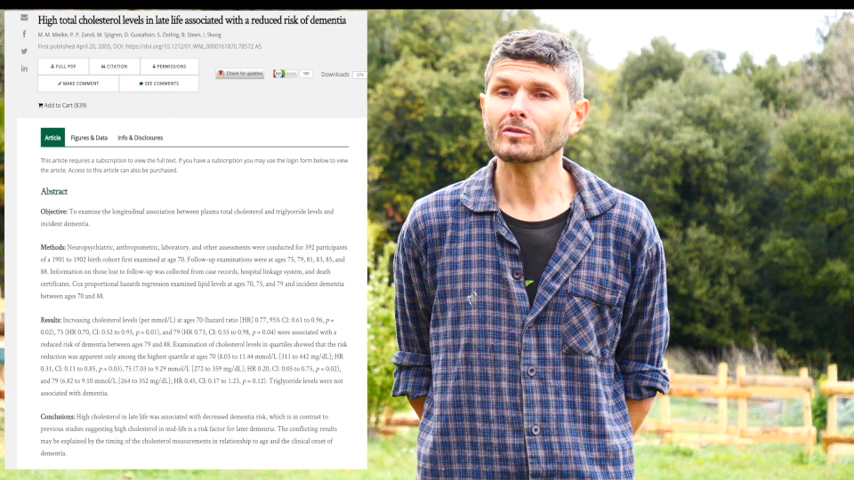 High total cholesterol levels in late life associated with a reduced risk of dementia
M. M. Mielke, P. P. Zandi, M. Sjögren, D. Gustafson, S. Östling, B. Steen, I. Skoog
First published April 20, 2005, DOI: https://doi.org/10.1212/01.WNL.0000161870.78572.A5
FULL PDF CITATION PERMISSIONS
MAKE COMMENT SEE COMMENTS
Check for updates Downloads
Add to Cart ($39)
Article Figures & Data Info & Disclosures
This article requires a subscription to view the full text. If you have a subscription you may use the login form below to view
the article. Access to this article can also be purchased.
Abstract
Objective: To examine the longitudinal association between plasma total cholesterol and triglyceride levels and
incident dementia.
Methods: Neuropsychiatric, anthropometric, laboratory, and other assessments were conducted for 392 participants
of a 1901 to 1902 birth cohort first examined at age 70. Follow-up examinations were at ages 75, 79, 81, 83, 85, and
88. Information on those lost to follow-up was collected from case records, hospital linkage system, and death
certificates. Cox proportional hazards regression examined lipid levels at ages 70, 75, and 79 and incident dementia
between ages 70 and 88.
Results: Increasing cholesterol levels (per mmol/L) at ages 70 (hazard ratio [HR] 0.77, 95% CI: 0.61 to 0.96, p =
0.02), 75 (HR 0.70, CI: 0.52 to 0.93, p = 0.01), and 79 (HR 0.73, CI: 0.55 to 0.98, p = 0.04) were associated with a
reduced risk of dementia between ages 79 and 88. Examination of cholesterol levels in quartiles showed that the risk
reduction was apparent only among the highest quartile at ages 70 (8.03 to 11.44 mmol/L [311 to 442 mg/dL]; HR
0.31, CI: 0.11 to 0.85, p = 0.03), 75 (7.03 to 9.29 mmol/L [272 to 359 mg/dL]; HR 0.20, CI: 0.05 to 0.75, p = 0.02),
and 79 (6.82 to 9.10 mmol/L [264 to 352 mg/dL]; HR 0.45, CI: 0.17 to 1.23, p = 0.12). Triglyceride levels were not
associated with dementia.
Conclusions: High cholesterol in late life was associated with decreased dementia risk, which is in contrast to
previous studies suggesting high cholesterol in mid-life is a risk factor for later dementia. The conflicting results
may be explained by the timing of the cholesterol measurements in relationship to age and the clinical onset of
dementia.